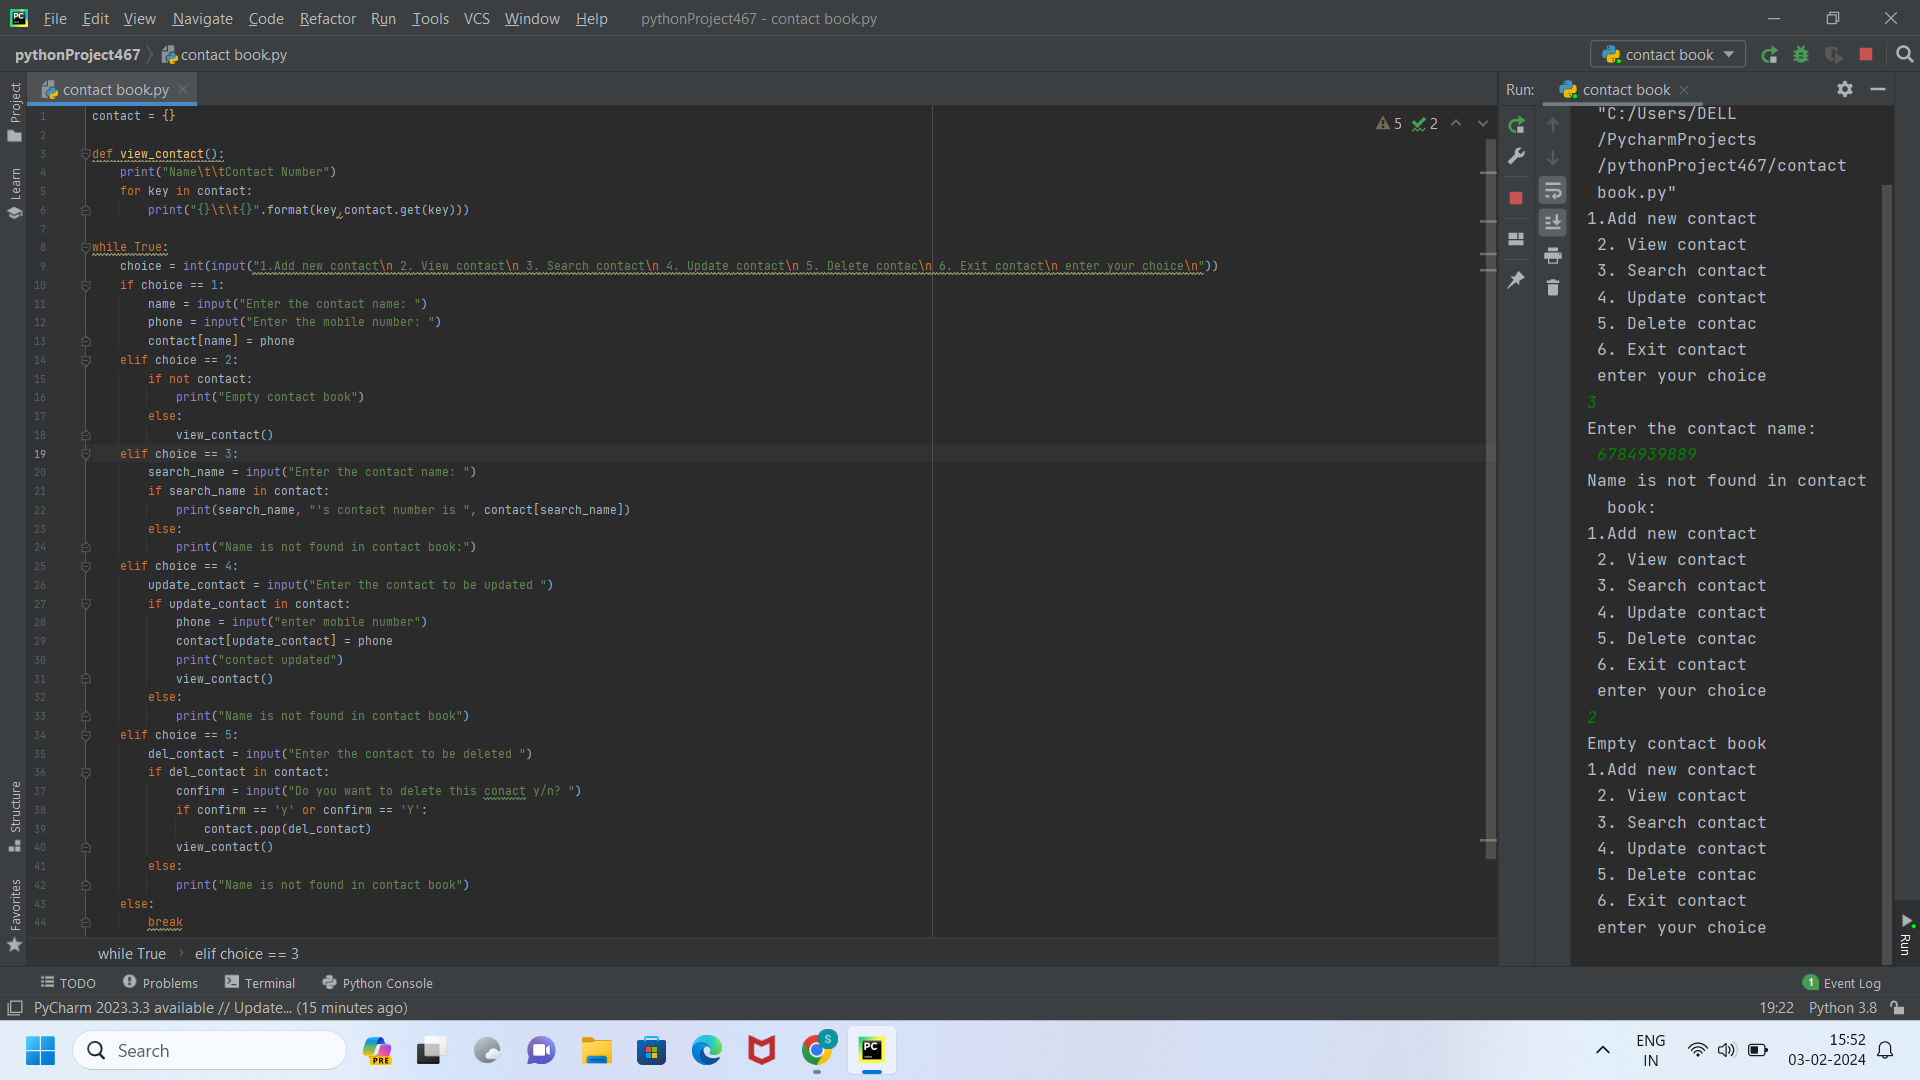 File Edit View Navigate Code Refactor Run Tools VCS Window Help pythonProject467 - contact book.py
pythonProject467 contact book.py contact book
Project
Learn
Structure
Favorites
contact book.py
5 2
1 contact = {}
2
3 def view_contact():
4 print("Name\t\tContact Number")
5 for key in contact:
6 print("{}\t\t{}".format(key,contact.get(key)))
7
8 while True:
9 choice = int(input("1.Add new contact\n 2. View contact\n 3. Search contact\n 4. Update contact\n 5. Delete contac\n 6. Exit contact\n enter your choice\n"))
10 if choice == 1:
11 name = input("Enter the contact name: ")
12 phone = input("Enter the mobile number: ")
13 contact[name] = phone
14 elif choice == 2:
15 if not contact:
16 print("Empty contact book")
17 else:
18 view_contact()
19 elif choice == 3:
20 search_name = input("Enter the contact name: ")
21 if search_name in contact:
22 print(search_name, "'s contact number is ", contact[search_name])
23 else:
24 print("Name is not found in contact book:")
25 elif choice == 4:
26 update_contact = input("Enter the contact to be updated ")
27 if update_contact in contact:
28 phone = input("enter mobile number")
29 contact[update_contact] = phone
30 print("contact updated")
31 view_contact()
32 else:
33 print("Name is not found in contact book")
34 elif choice == 5:
35 del_contact = input("Enter the contact to be deleted ")
36 if del_contact in contact:
37 confirm = input("Do you want to delete this conact y/n? ")
38 if confirm == 'y' or confirm == 'Y':
39 contact.pop(del_contact)
40 view_contact()
41 else:
42 print("Name is not found in contact book")
43 else:
44 break
while True elif choice == 3
Run: contact book
"C:/Users/DELL
/PycharmProjects
/pythonProject467/contact
book.py"
1.Add new contact
2. View contact
3. Search contact
4. Update contact
5. Delete contac
6. Exit contact
enter your choice
3
Enter the contact name:
6784939889
Name is not found in contact
book:
1.Add new contact
2. View contact
3. Search contact
4. Update contact
5. Delete contac
6. Exit contact
enter your choice
2
Empty contact book
1.Add new contact
2. View contact
3. Search contact
4. Update contact
5. Delete contac
6. Exit contact
enter your choice
Run
TODO Problems Terminal Python Console 1 Event Log
PyCharm 2023.3.3 available // Update... (15 minutes ago) 19:22 Python 3.8
Search PRE S PC ENG 15:52
IN 03-02-2024